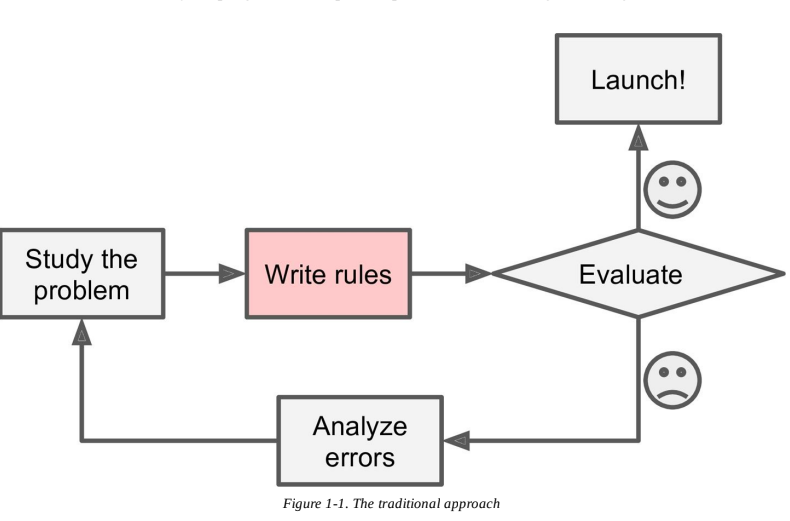 Launch!
Study the
problem
Write rules
Evaluate
Analyze
errors
Figure 1-1. The traditional approach